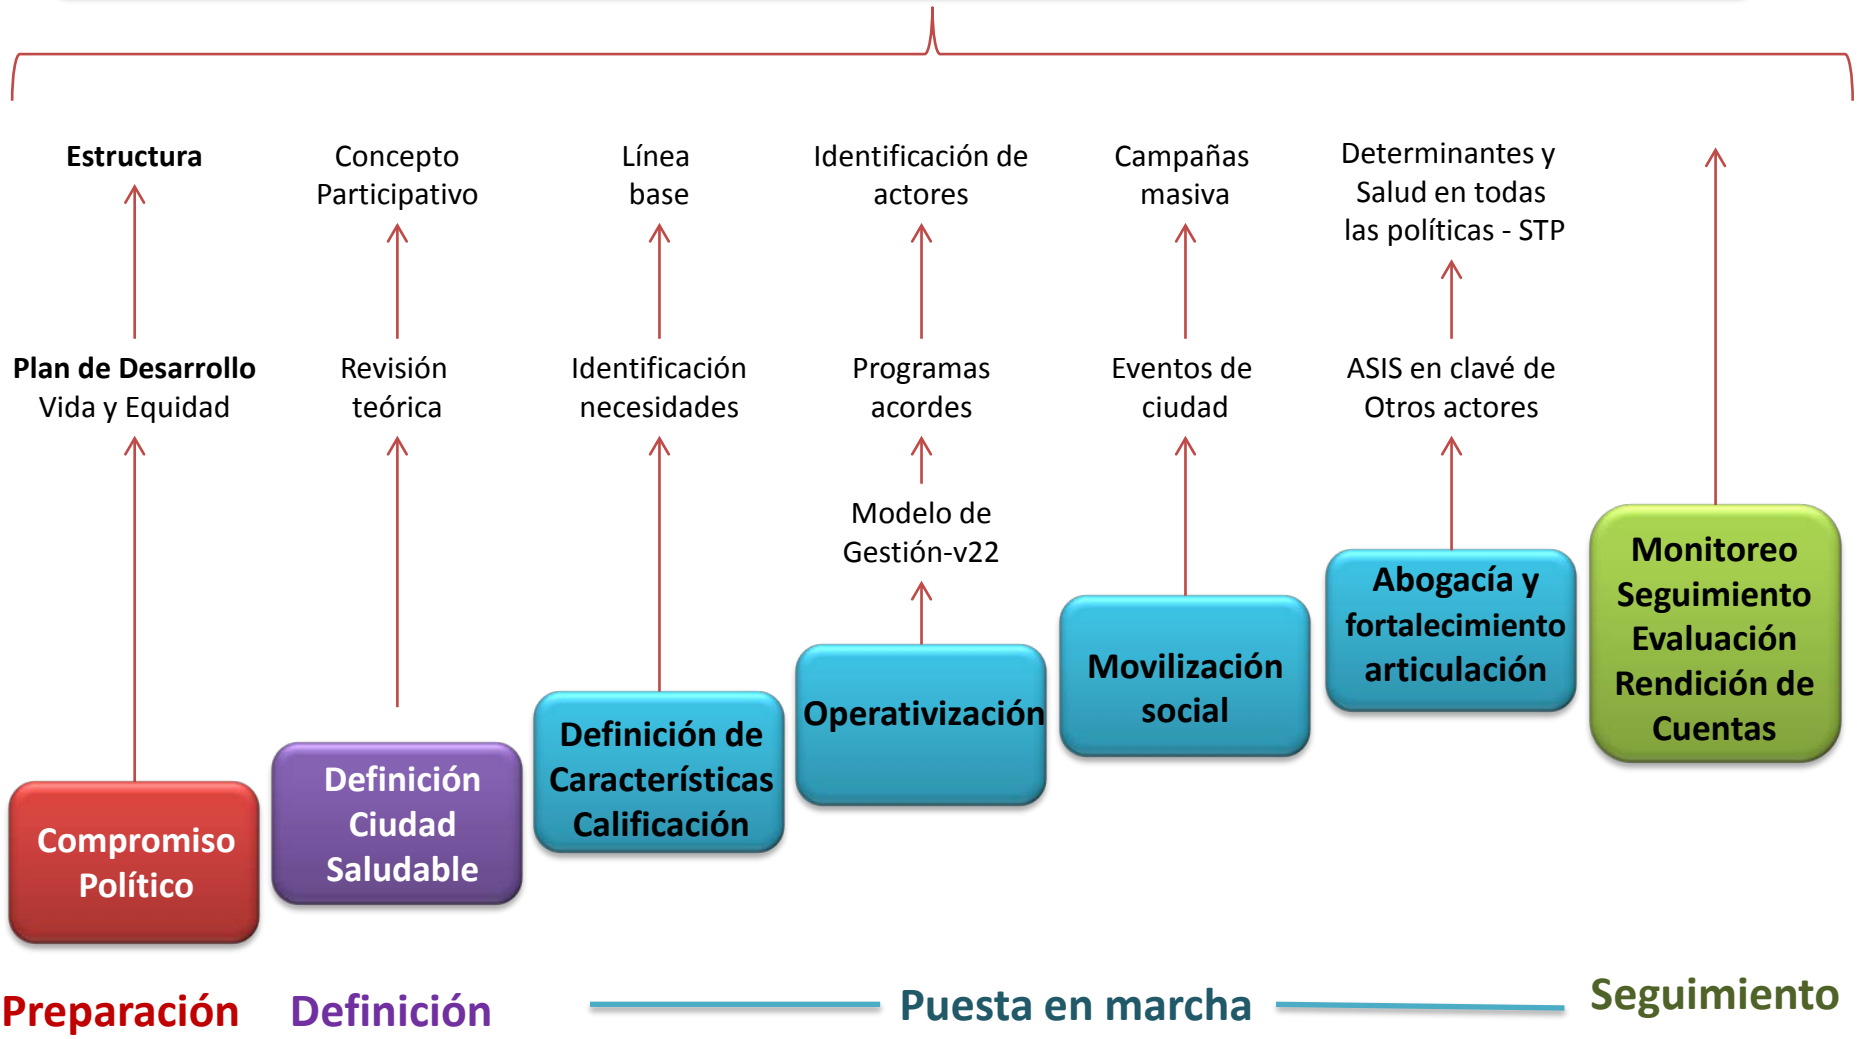 Estructura
Concepto
Participativo
Línea
base
Identificación de
actores
Campañas
masiva
Determinantes y
Salud en todas
las políticas - STP
Plan de Desarrollo
Vida y Equidad
Revisión
teórica
Identificación
necesidades
Programas
acordes
Eventos de
ciudad
ASIS en clavé de
Otros actores
Modelo de
Gestión-v22
Compromiso
Político
Definición
Ciudad
Saludable
Definición de
Características
Calificación
Operativización
Movilización
social
Abogacía y
fortalecimiento
articulación
Monitoreo
Seguimiento
Evaluación
Rendición de
Cuentas
Preparación
Definición
Puesta en marcha
Seguimiento